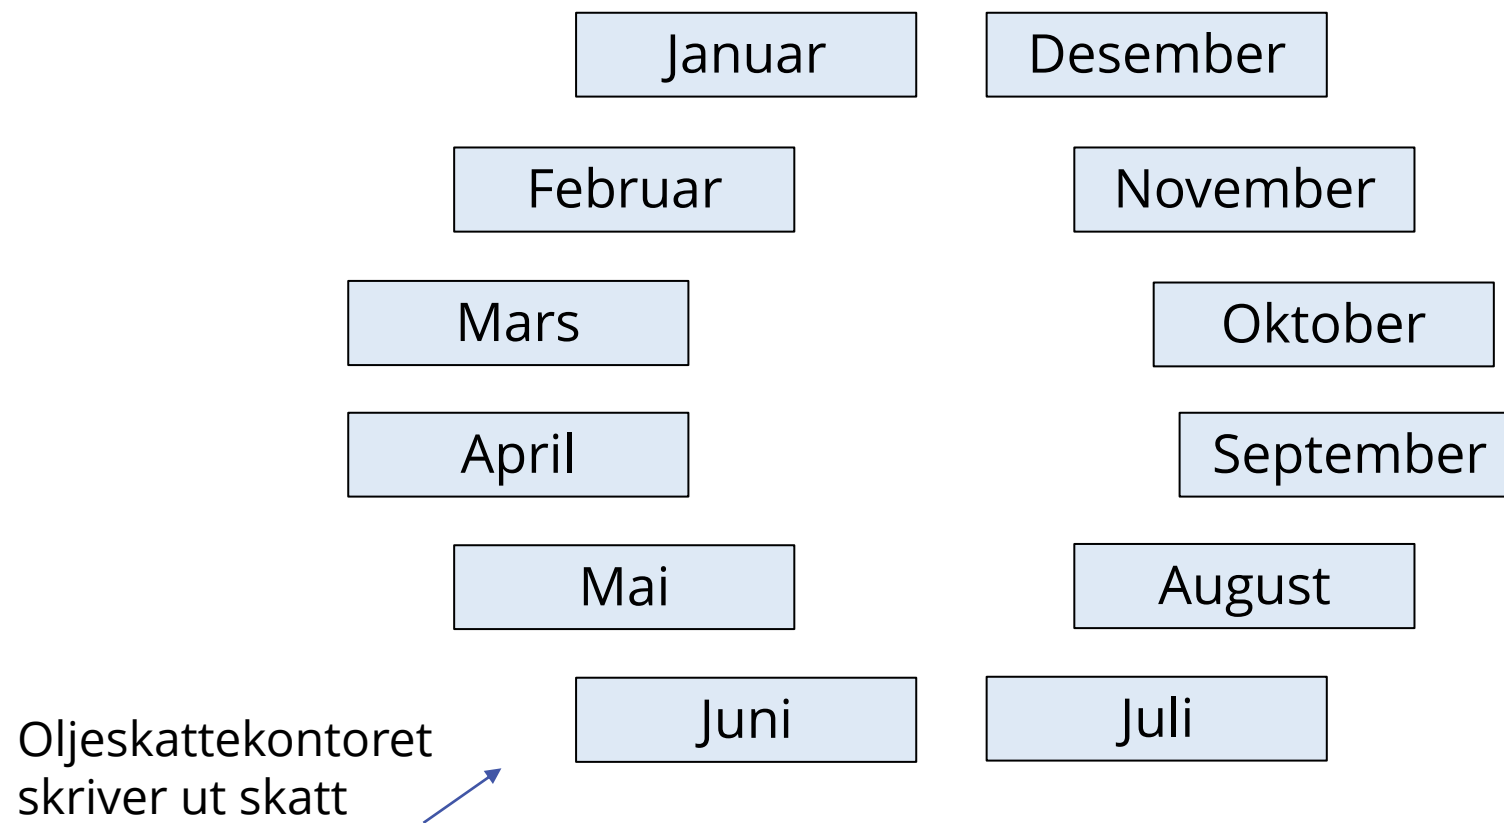 Januar
Desember
Februar
November
Mars
Oktober
April
September
Mai
August
Juni
Juli
Oljeskattekontoret
skriver ut skatt